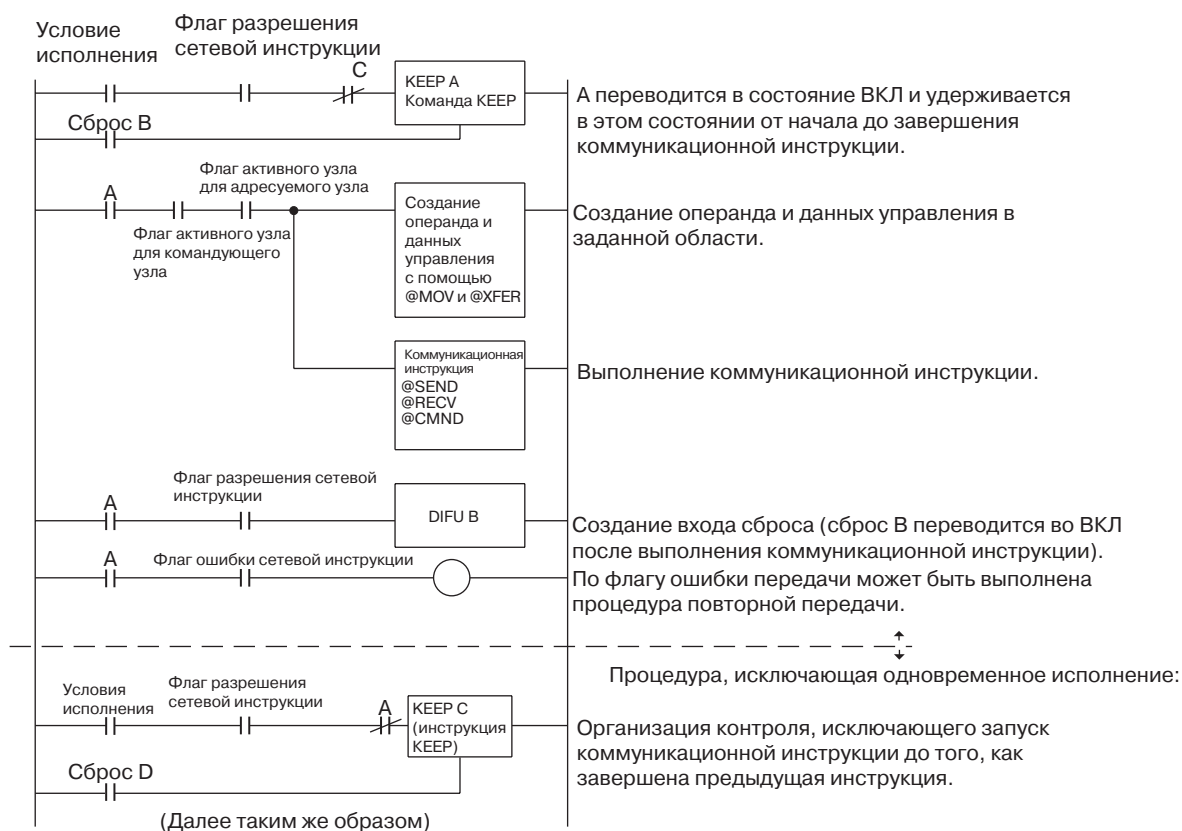 Условие
исполнения
Флаг разрешения
сетевой инструкции
C
KEEP A
Команда KEEP
А переводится в состояние ВКЛ и удерживается
в этом состоянии от начала до завершения
коммуникационной инструкции.
Сброс В
Флаг активного узла
для адресуемого узла
A
Флаг активного узла
для командующего
узла
Создание
операнда и
данных
управления
с помощью
@MOV и @XFER
Создание операнда и данных управления в
заданной области.
Коммуникационная
инструкция
@SEND
@RECV
@CMND
Выполнение коммуникационной инструкции.
A
Флаг разрешения сетевой
инструкции
DIFU B
Создание входа сброса (сброс В переводится во ВКЛ
после выполнения коммуникационной инструкции).
A
Флаг ошибки сетевой инструкции
По флагу ошибки передачи может быть выполнена
процедура повторной передачи.
Процедура, исключающая одновременное исполнение:
Условия
исполнения
Флаг разрешения
сетевой инструкции
A
KEEP C
(инструкция
KEEP)
Организация контроля, исключающего запуск
коммуникационной инструкции до того, как
завершена предыдущая инструкция.
Сброс D
(Далее таким же образом)